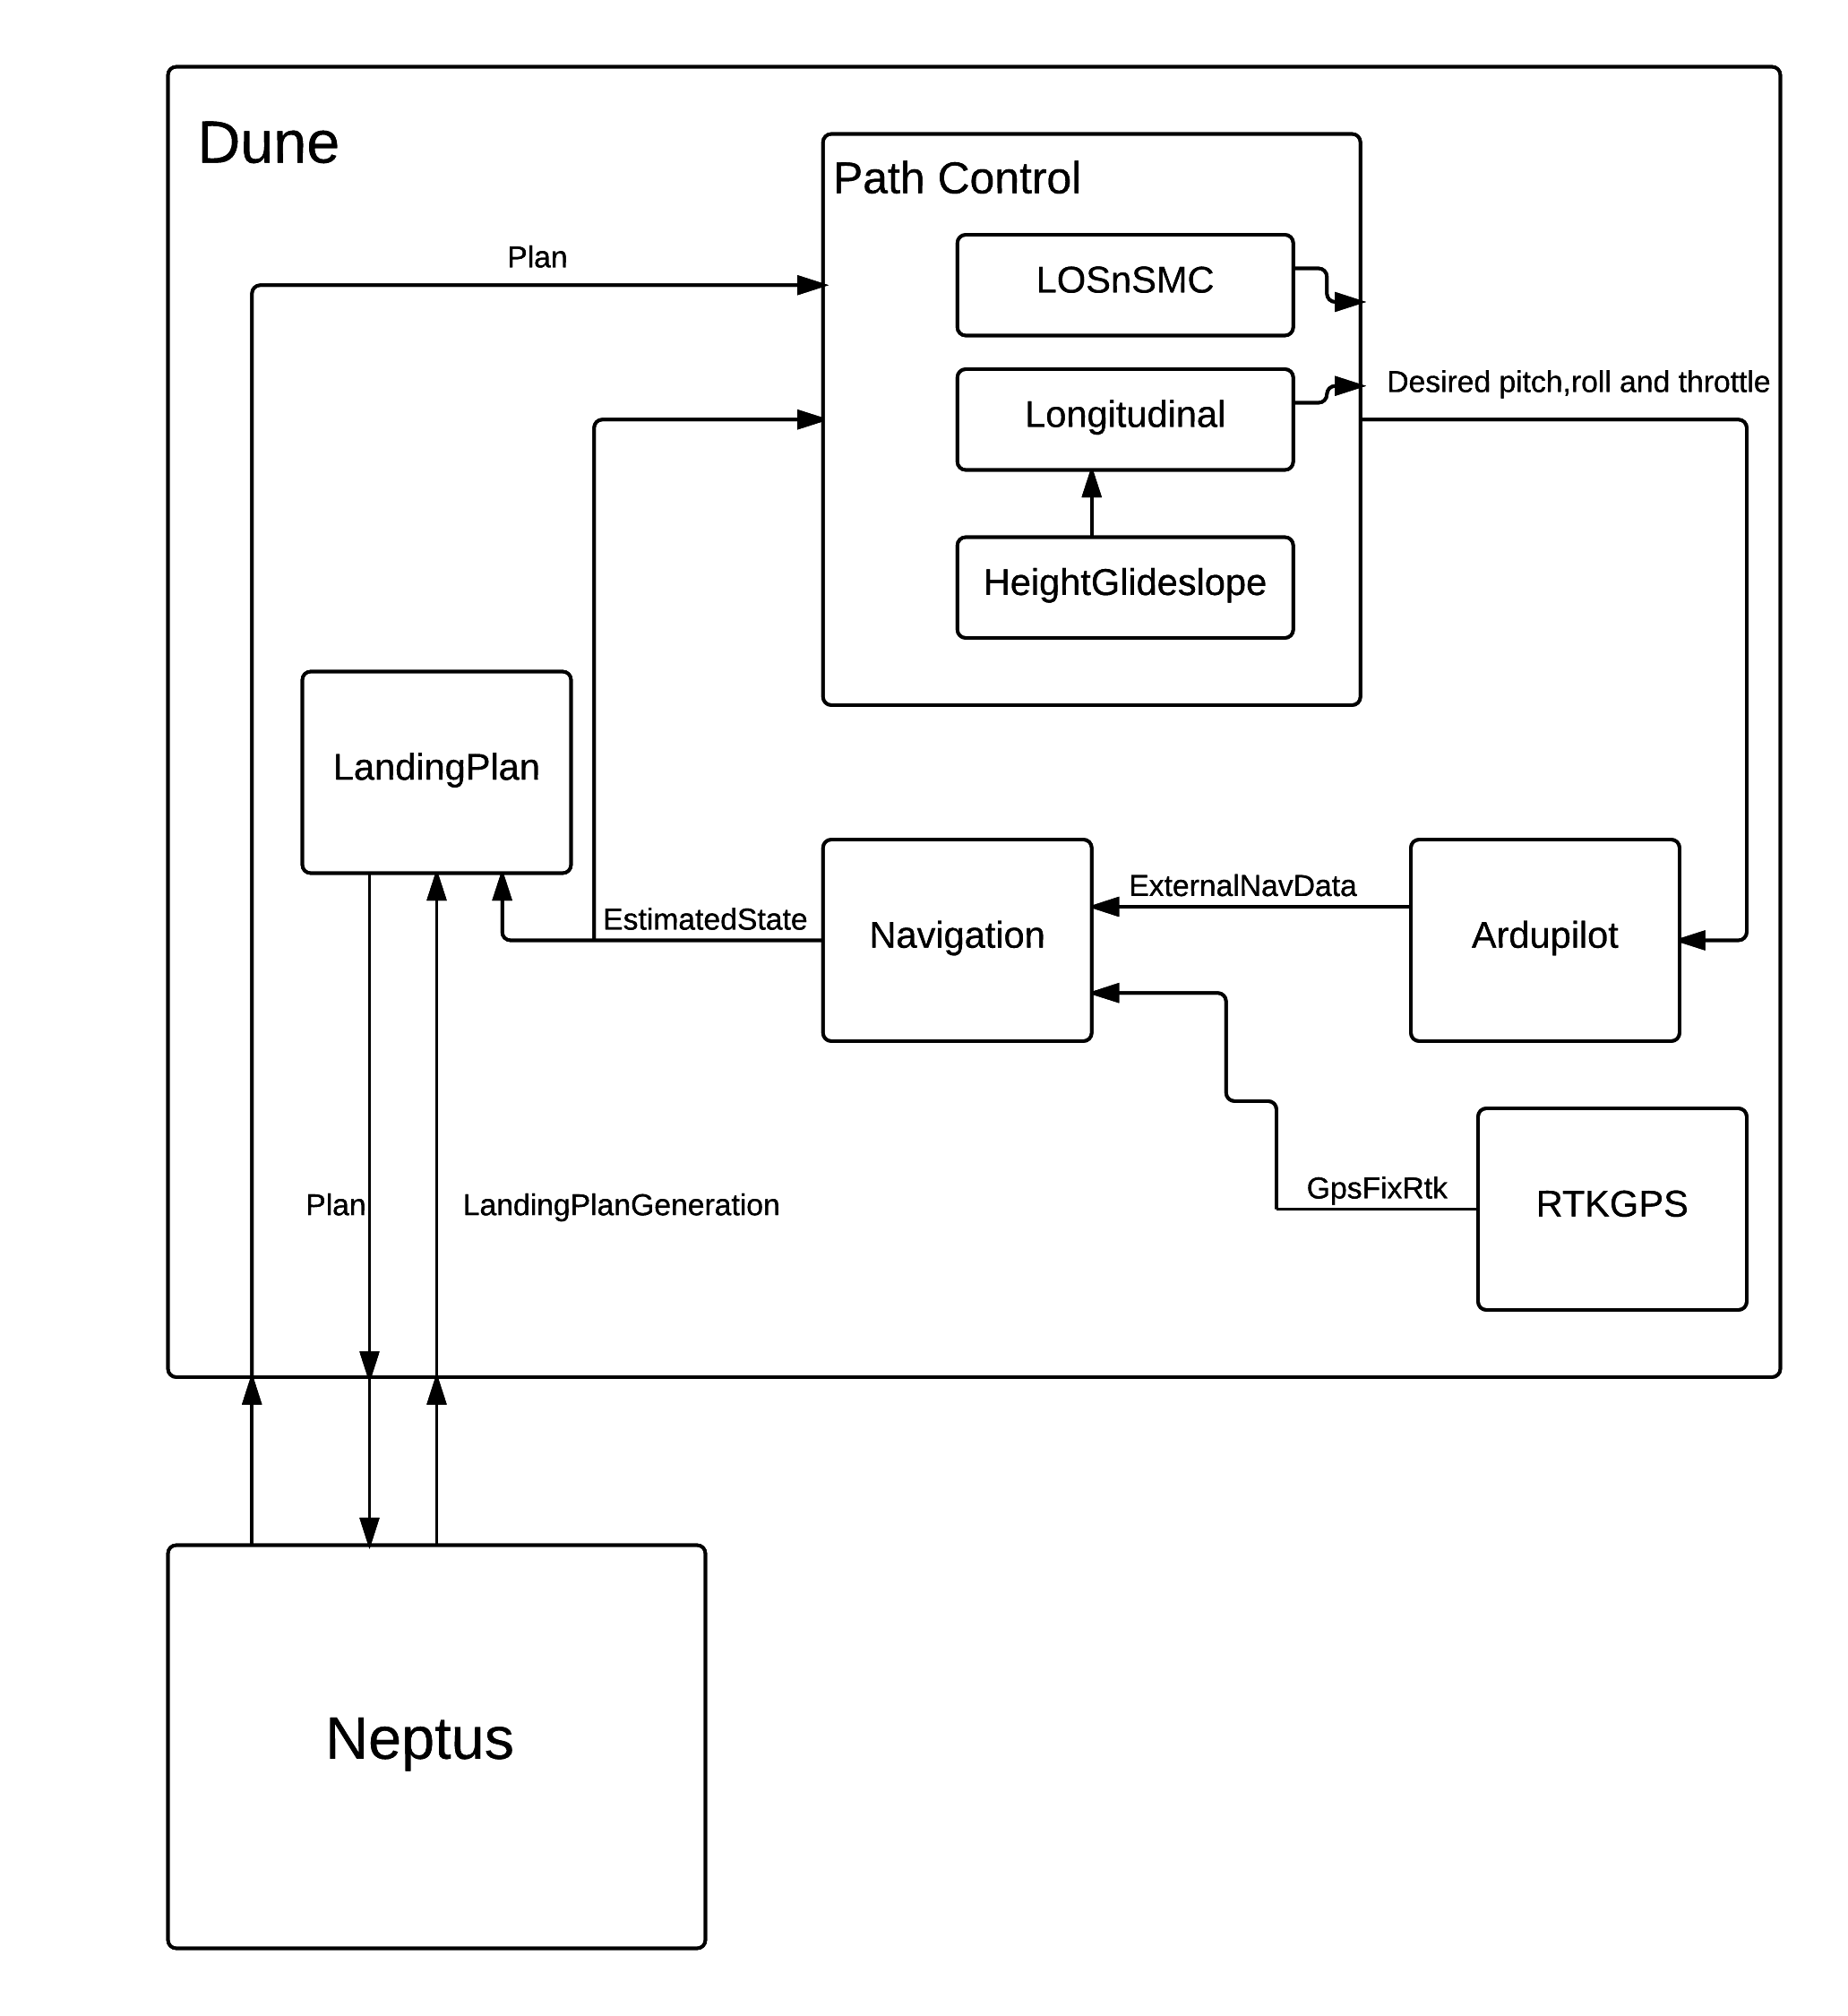 Dune
Path Control
Plan
LOSnSMC
Desired pitch,roll and throttle
Longitudinal
HeightGlideslope
LandingPlan
ExternalNavData
EstimatedState
Navigation
Ardupilot
GpsFixRtk
Plan
LandingPlanGeneration
RTKGPS
Neptus